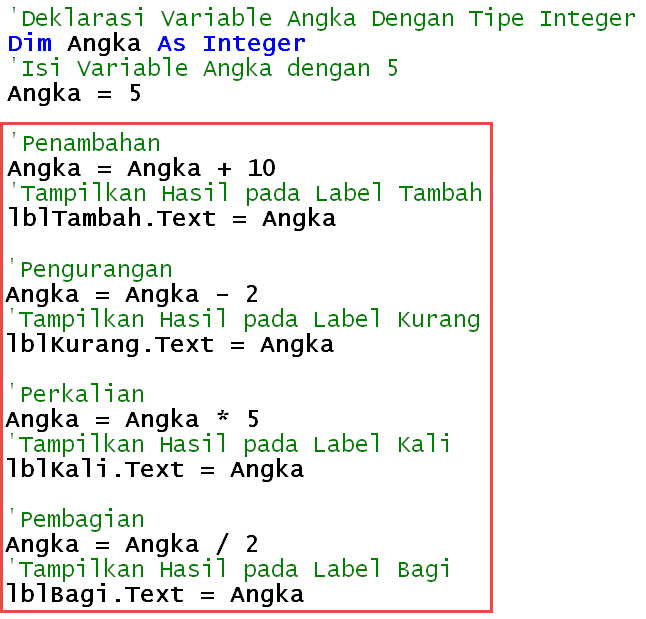 'Deklarasi Variable Angka Dengan Tipe Integer
Dim Angka As Integer
'Isi Variable Angka dengan 5
Angka = 5
'Penambahan
Angka = Angka + 10
'Tampilkan Hasil pada Label Tambah
lblTambah.Text = Angka
'Pengurangan
Angka = Angka - 2
'Tampilkan Hasil pada Label Kurang
lblKurang.Text = Angka
'Perkalian
Angka = Angka * 5
'Tampilkan Hasil pada Label Kali
lblKali.Text = Angka
'Pembagian
Angka = Angka / 2
'Tampilkan Hasil pada Label Bagi
lblBagi.Text = Angka